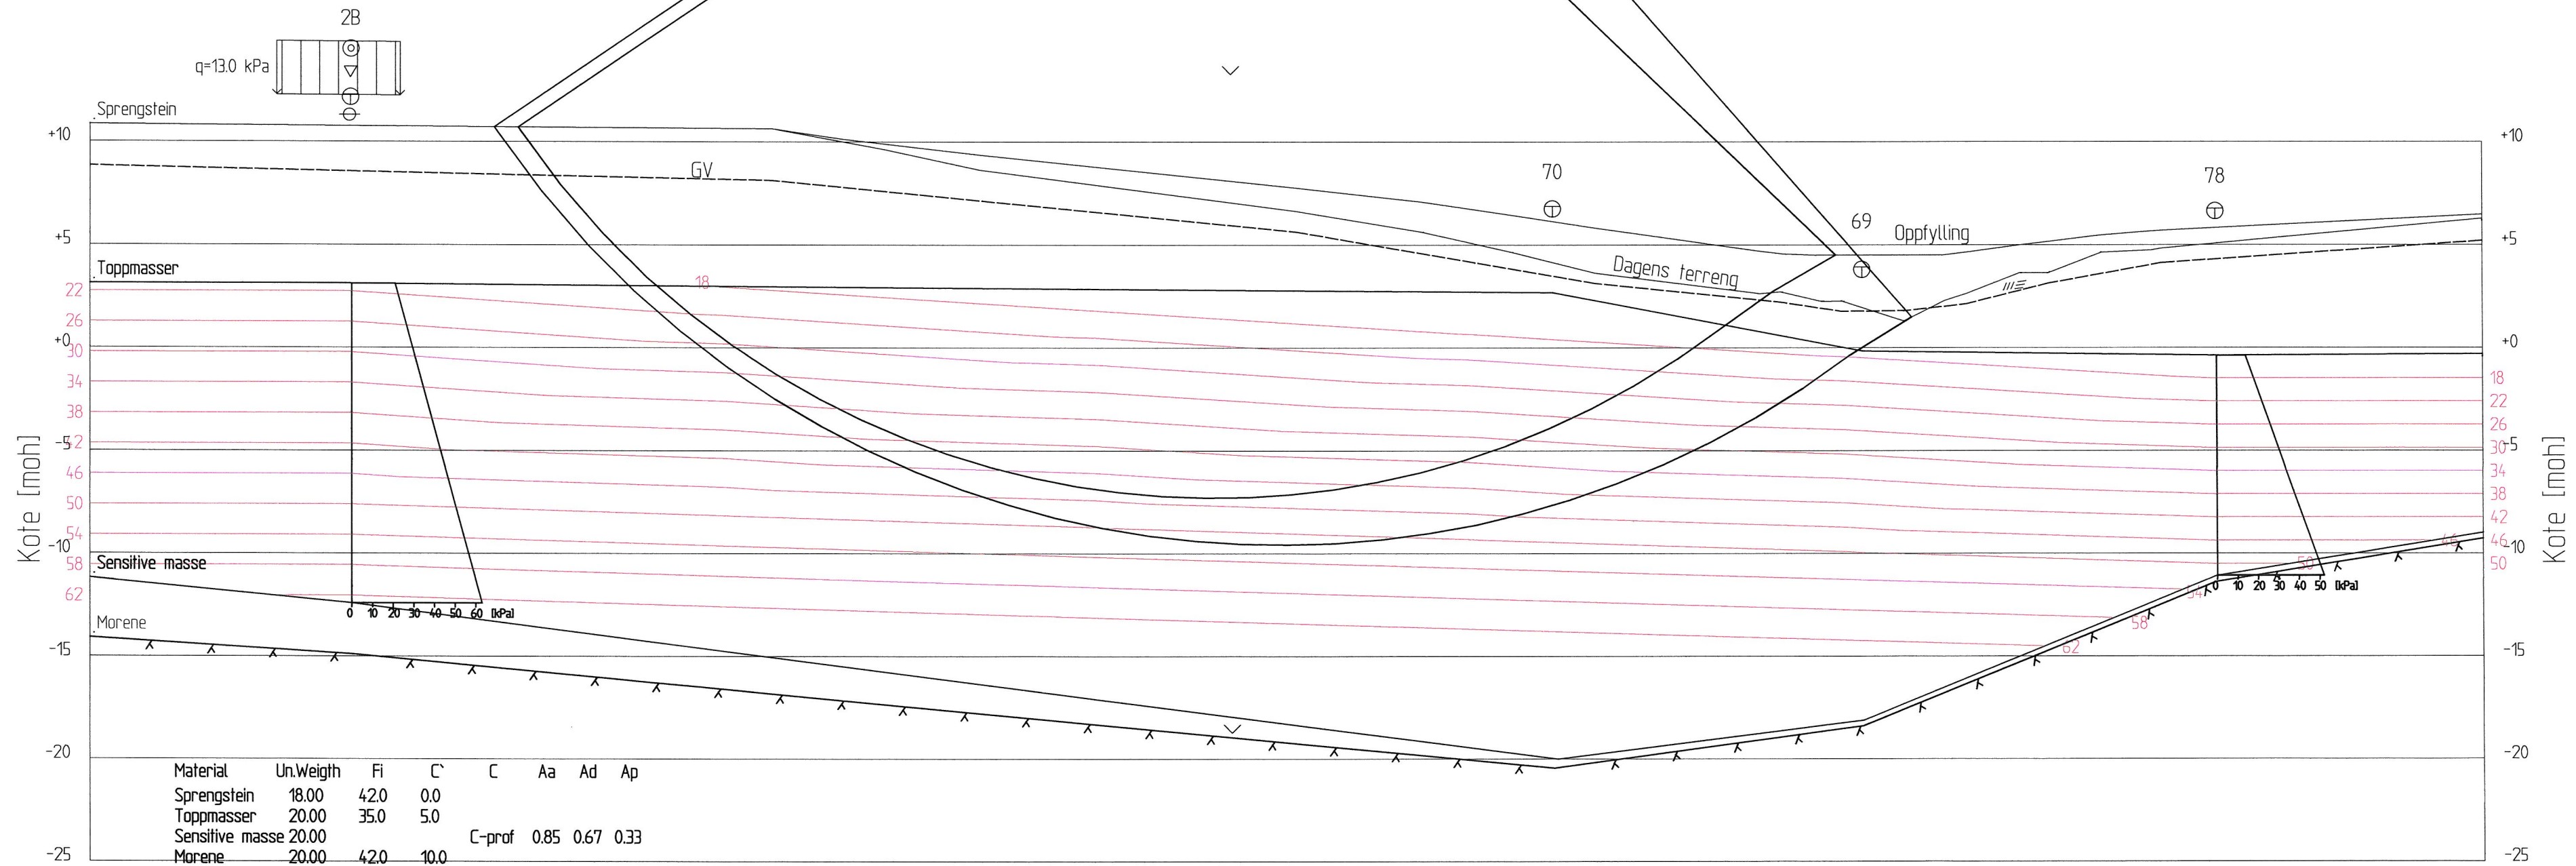 2B
q=13.0 kPa
Sprengstein
+10
+10
GV
70
78
69
Oppfylling
+5
+5
Toppmasser
Dagens terreng
18
22
26
+0
+0
30
34
38
-5
42
46
50
54
-10
58
62
18
22
26
30
-5
34
38
42
46
-10
50
46
50
54
58
62
Kote [moh]
Kote [moh]
Sensitive masse
0 10 20 30 40 50 60 [kPa]
0 10 20 30 40 50 [kPa]
Morene
-15
-15
-20
-20
Material Un.Weigth Fi C` C Aa Ad Ap
Sprengstein 18.00 42.0 0.0
Toppmasser 20.00 35.0 5.0
Sensitive masse 20.00 C-prof 0.85 0.67 0.33
Morene 20.00 42.0 10.0
-25
-25